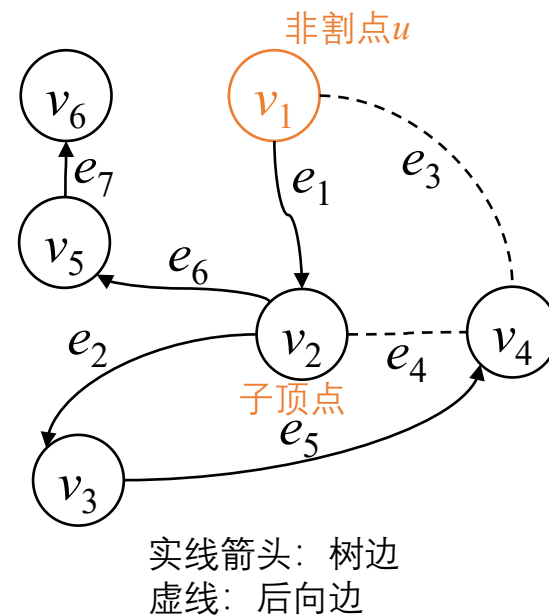 非割点u
v6
v1
e3
e7
e1
v5
e6
e2
v2
e4
v4
子顶点
e5
v3
实线箭头：树边
虚线：后向边